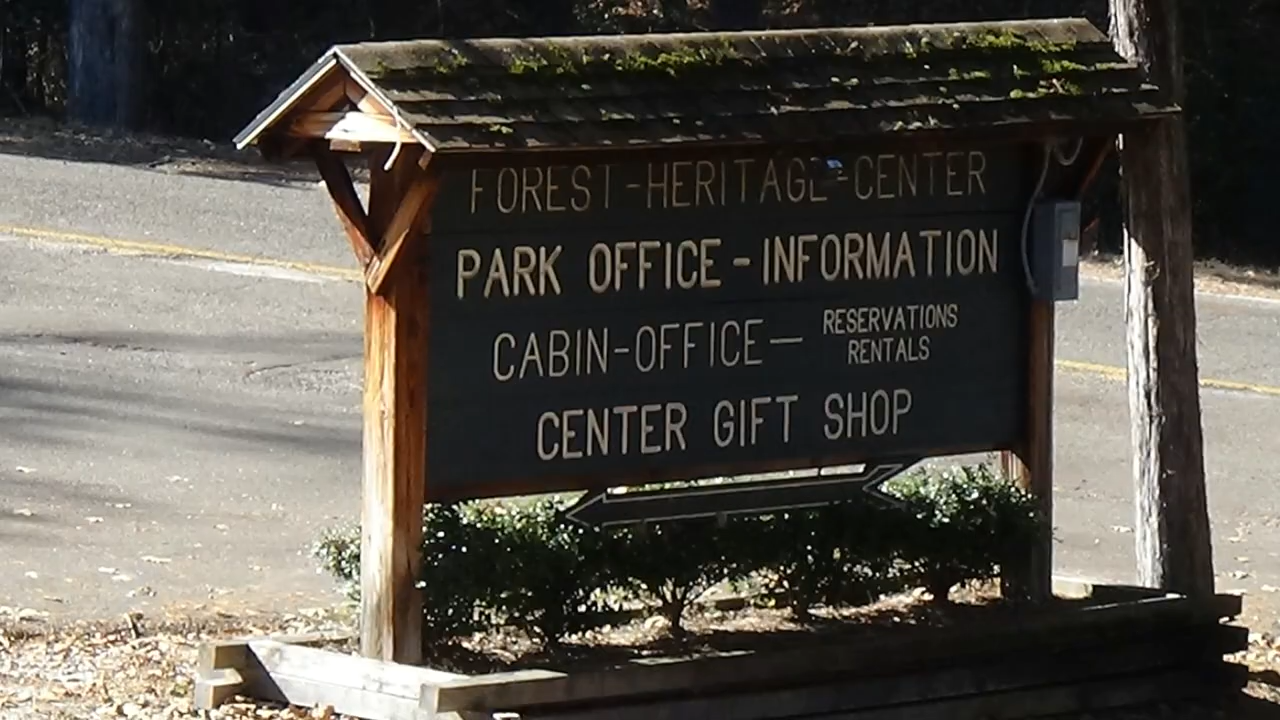 FOREST-HERITAGE-CENTER
PARK OFFICE-INFORMATION
CABIN-OFFICE— RESERVATIONS
RENTALS
CENTER GIFT SHOP